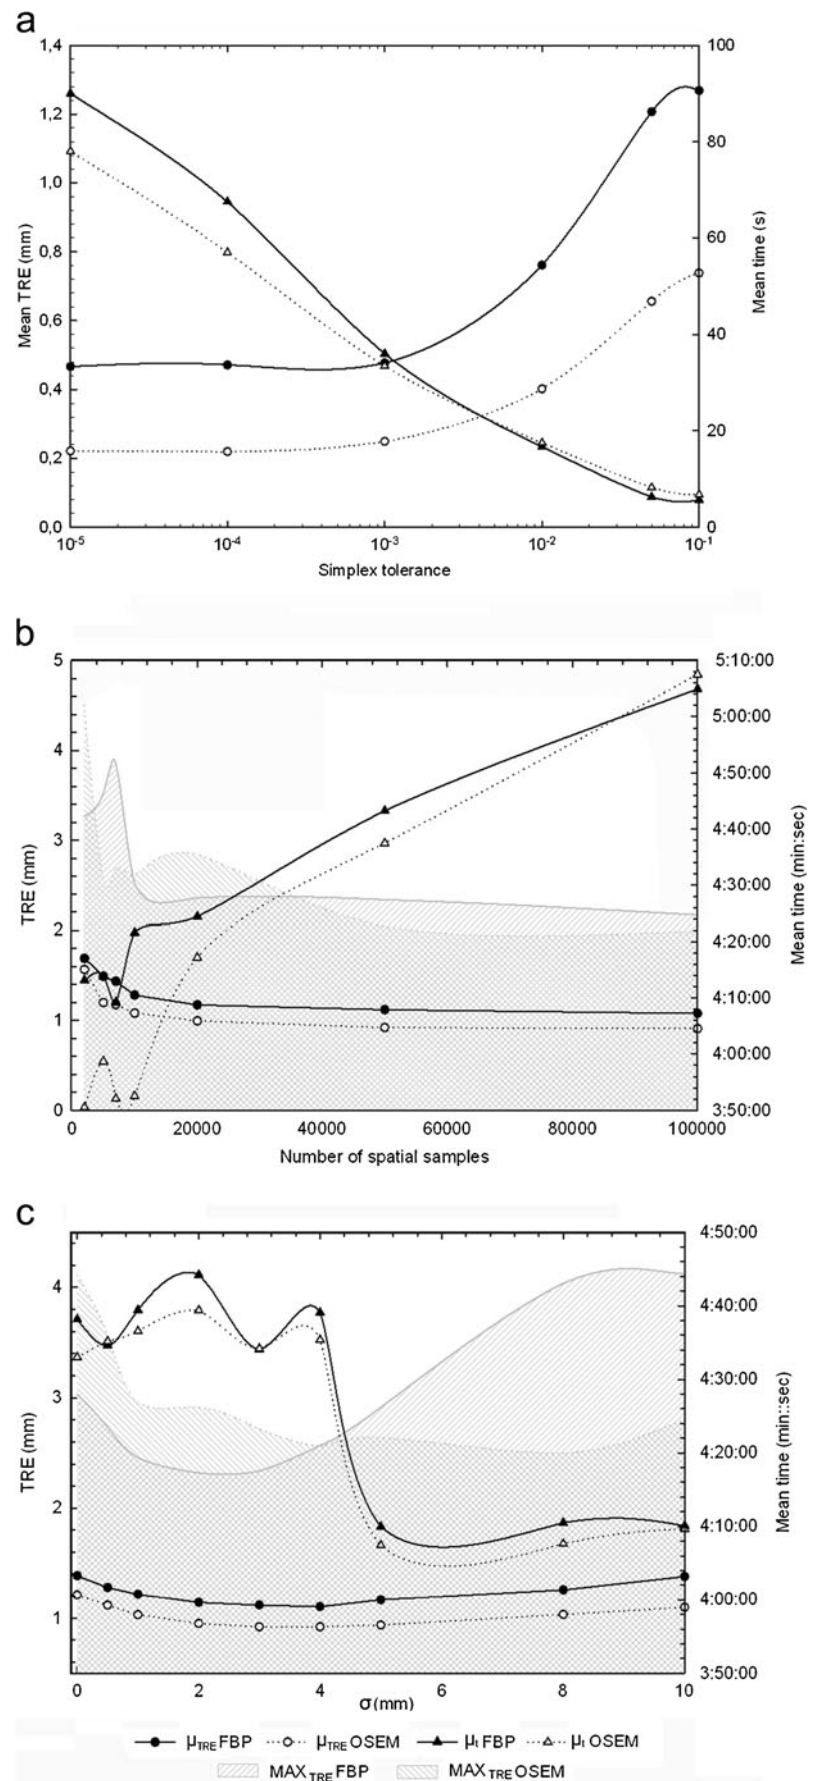 a
1,4
1,2
1,0
0,8
0,6
0,4
0,2
0,0
Mean TRE (mm)
100
80
60
40
20
0
Mean time (s)
10-5
10-4
10-3
10-2
10-1
Simplex tolerance
b
5
4
3
2
1
0
TRE (mm)
5:10:00
5:00:00
4:50:00
4:40:00
4:30:00
4:20:00
4:10:00
4:00:00
3:50:00
Mean time (min:sec)
0 20000 40000 60000 80000 100000
Number of spatial samples
c
4
3
2
1
TRE (mm)
4:50:00
4:40:00
4:30:00
4:20:00
4:10:00
4:00:00
3:50:00
Mean time (min::sec)
0 2 4 6 8 10
σ(mm)
μTRE FBP μTRE OSEM μt FBP μt OSEM
MAXTRE FBP MAXTRE OSEM